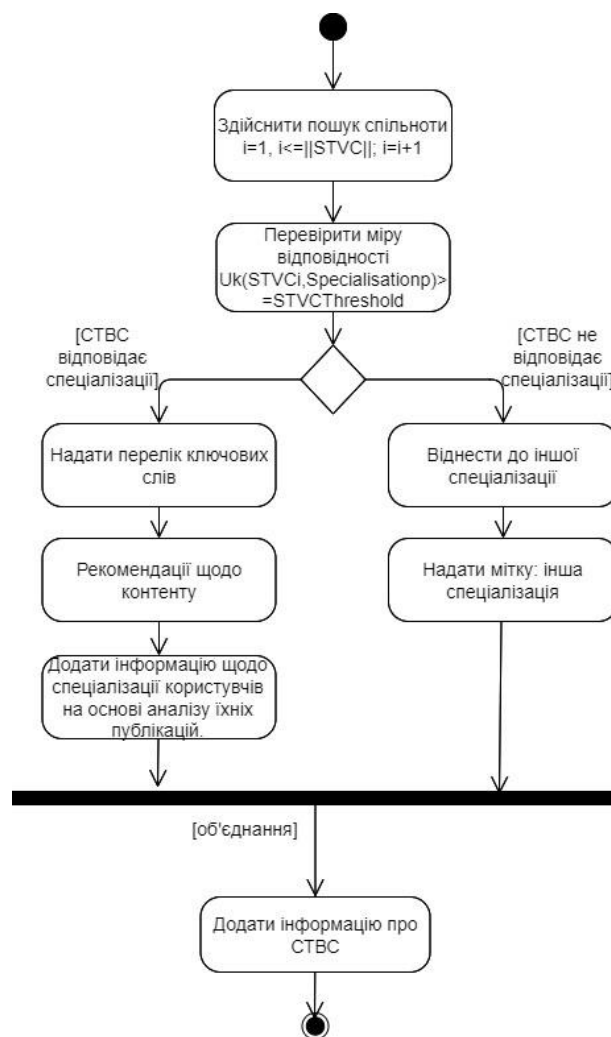 Здійснити пошук спільноти
i=1, i<=||STVC||; i=i+1
Перевірити міру
відповідності
Uk(STVCi,Specialisationp)>
=STVCThreshold
[СТВС
відповідає
спеціалізації]
[СТВС не
відповідає
спеціалізації]
Надати перелік ключових
слів
Віднести до іншої
спеціалізації
Рекомендації щодо
контенту
Надати мітку: інша
спеціалізація
Додати інформацію щодо
спеціалізації користувчів
на основі аналізу їхніх
публікацій.
[об'єднання]
Додати інформацію про
СТВС